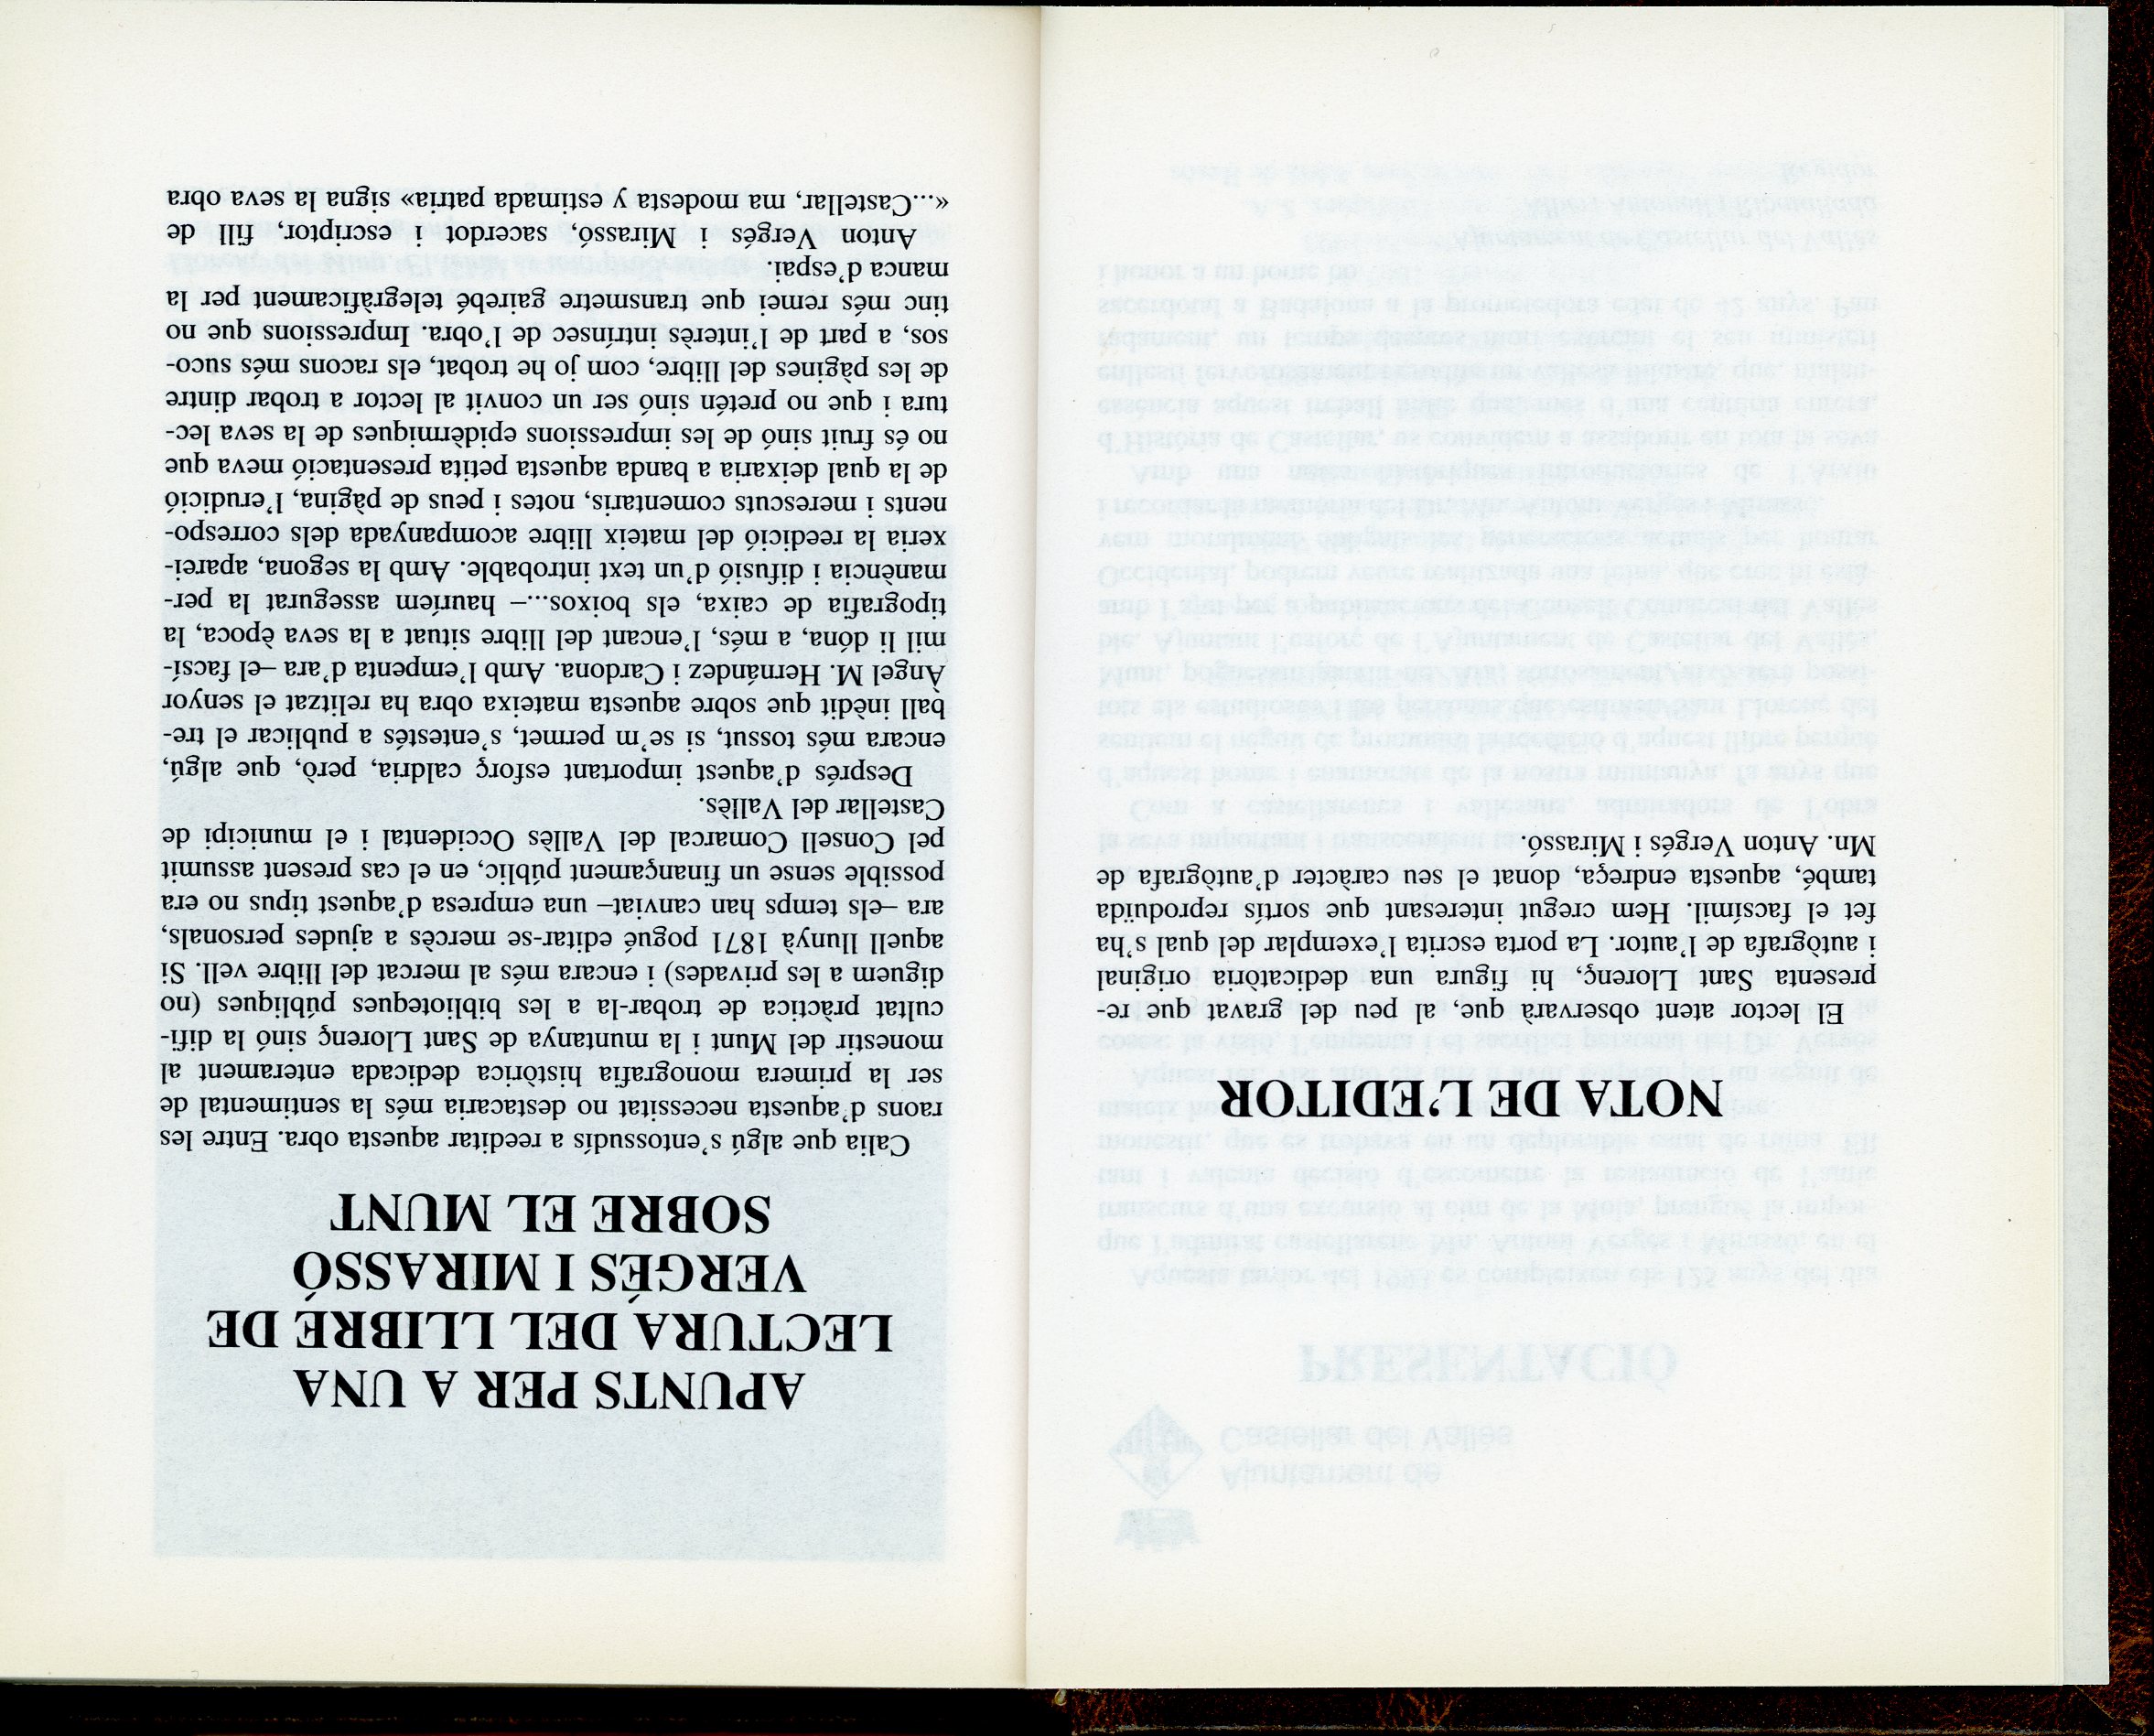 NOTA DE L'EDITOR
El lector atent observarà que, al peu del gravat que re-
presenta Sant Llorenç, hi figura una dedicatòria original
i autògrafa de l'autor. La porta escrita l'exemplar del qual s'ha
fet el facsímil. Hem cregut interesant que sortís reproduïda
també, aquesta endreça, donat el seu caràcter d'autògrafa de
Mn. Anton Vergés i Mirassó.
APUNTS PER A UNA
LECTURA DEL LLIBRE DE
VERGÉS I MIRASSÓ
SOBRE EL MUNT
Calia que algú s'entossudís a reeditar aquesta obra. Entre les
raons d'aquesta necessitat no destacaria més la sentimental de
ser la primera monografia històrica dedicada enterament al
monestir del Munt i la muntanya de Sant Llorenç sinó la difi-
cultat pràctica de trobar-la a les biblioteques públiques (no
diguem a les privades) i encara més al mercat del llibre vell. Si
aquell llunyà 1871 pogué editar-se mercès a ajudes personals,
ara –els temps han canviat– una empresa d'aquest tipus no era
possible sense un finançament públic, en el cas present assumit
pel Consell Comarcal del Vallès Occidental i el municipi de
Castellar del Vallès.
Després d'aquest important esforç caldria, però, que algú,
encara més tossut, si se'm permet, s'entestés a publicar el tre-
ball inèdit que sobre aquesta mateixa obra ha relitzat el senyor
Àngel M. Hernández i Cardona. Amb l'empenta d'ara –el facsí-
mil li dóna, a més, l'encant del llibre situat a la seva època, la
tipografia de caixa, els boixos...– hauríem assegurat la per-
manència i difusió d'un text introbable. Amb la segona, aparei-
xeria la reedició del mateix llibre acompanyada dels correspo-
nents i merescuts comentaris, notes i peus de pàgina, l'erudició
de la qual deixaria a banda aquesta petita presentació meva que
no és fruit sinó de les impressions epidèrmiques de la seva lec-
tura i que no pretén sinó ser un convit al lector a trobar dintre
de les pàgines del llibre, com jo he trobat, els racons més suco-
sos, a part de l'interès intrínsec de l'obra. Impressions que no
tinc més remei que transmetre gairebé telegràficament per la
manca d'espai.
Anton Vergés i Mirassó, sacerdot i escriptor, fill de
«...Castellar, ma modesta y estimada patria» signa la seva obra